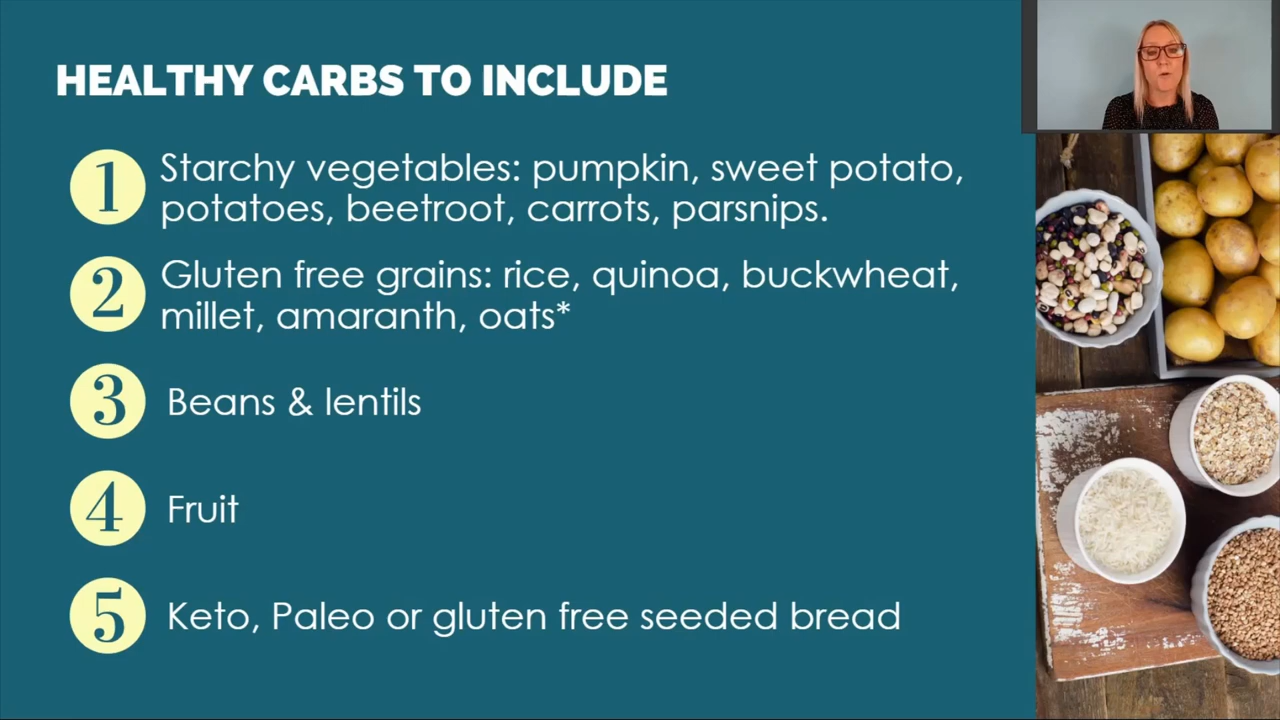 HEALTHY CARBS TO INCLUDE
1 Starchy vegetables: pumpkin, sweet potato,
potatoes, beetroot, carrots, parsnips.
2 Gluten free grains: rice, quinoa, buckwheat,
millet, amaranth, oats*
3 Beans & lentils
4 Fruit
5 Keto, Paleo or gluten free seeded bread